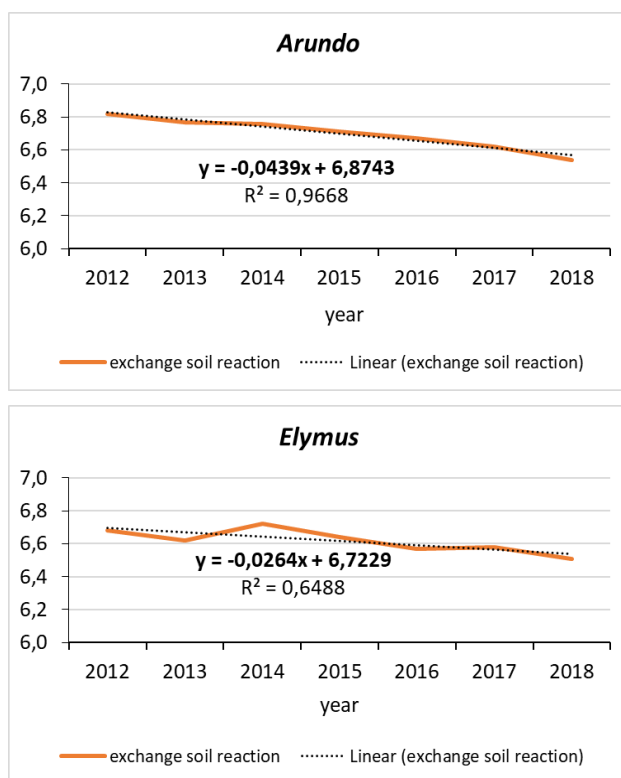 Arundo
7,0
6,8
6,6
6,4
6,2
6,0
y = -0,0439x + 6,8743
R² = 0,9668
2012 2013 2014 2015 2016 2017 2018
year
exchange soil reaction Linear (exchange soil reaction)
Elymus
7,0
6,8
6,6
6,4
6,2
6,0
y = -0,0264x + 6,7229
R² = 0,6488
2012 2013 2014 2015 2016 2017 2018
year
exchange soil reaction Linear (exchange soil reaction)